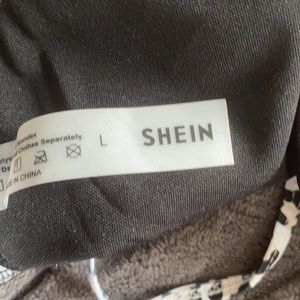 Clothes Separately
L
SHEIN
IN CHINA